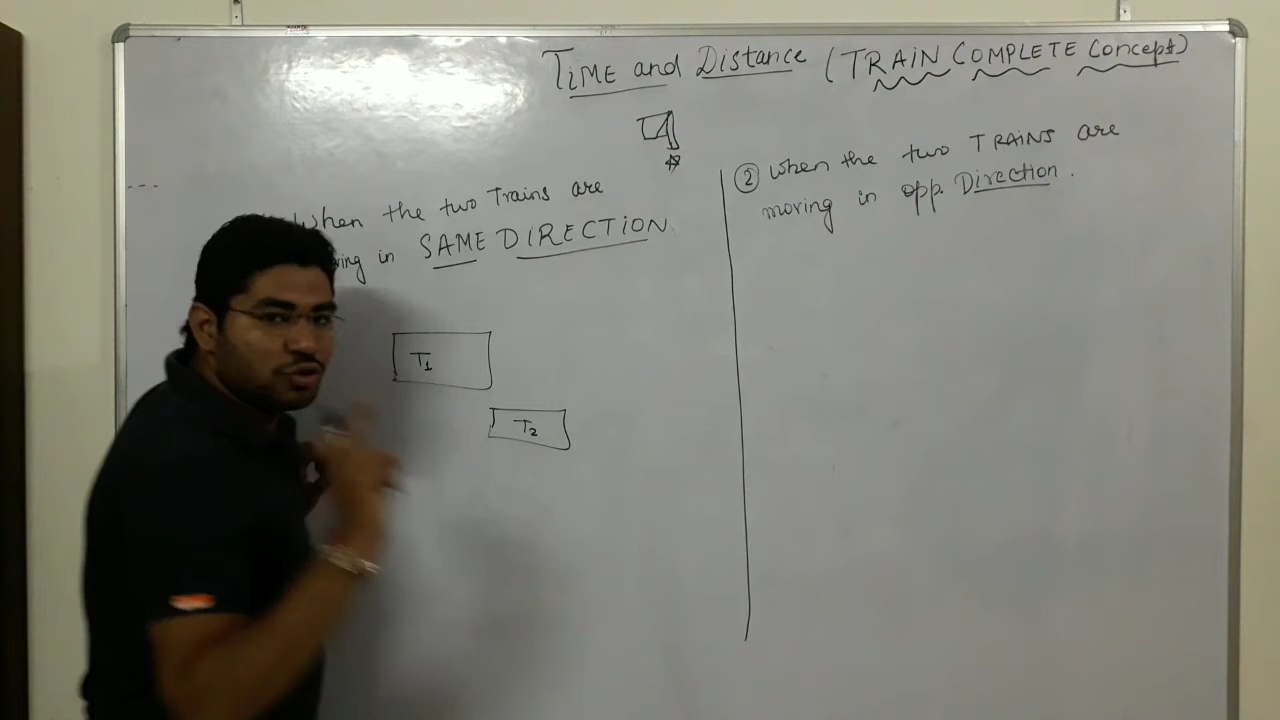 TIME and Distance (TRAIN COMPLETE Concept)
When the two Trains are
in SAME DIRECTION
T1
T2
② When the two TRAINS are
moving in opp. Direction.